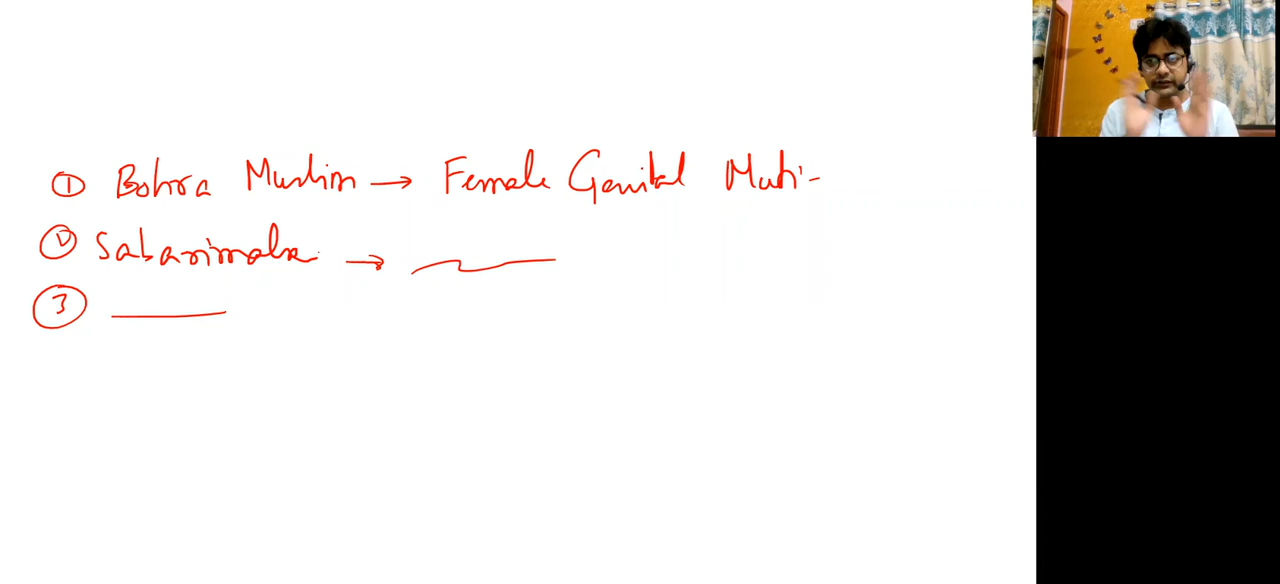 ① Bohra Muslim → Female Genital Muti-
② Sabarimala →
③